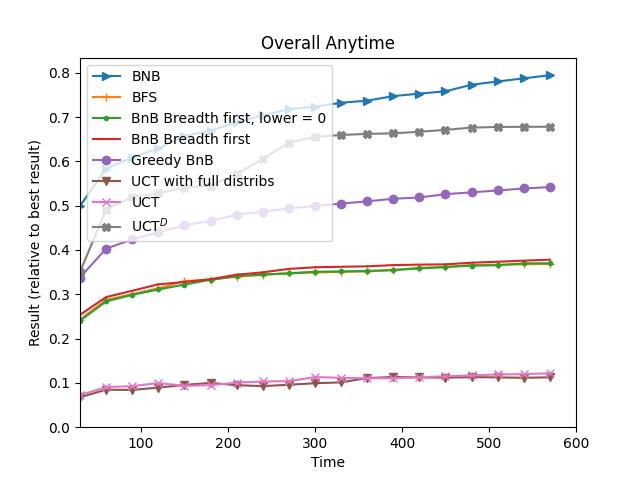 Overall Anytime
Result (relative to best result)
0.8
0.7
0.6
0.5
0.4
0.3
0.2
0.1
0.0
BNB
BFS
BnB Breadth first, lower = 0
BnB Breadth first
Greedy BnB
UCT with full distribs
UCT
UCT^D
100 200 300 400 500 600
Time